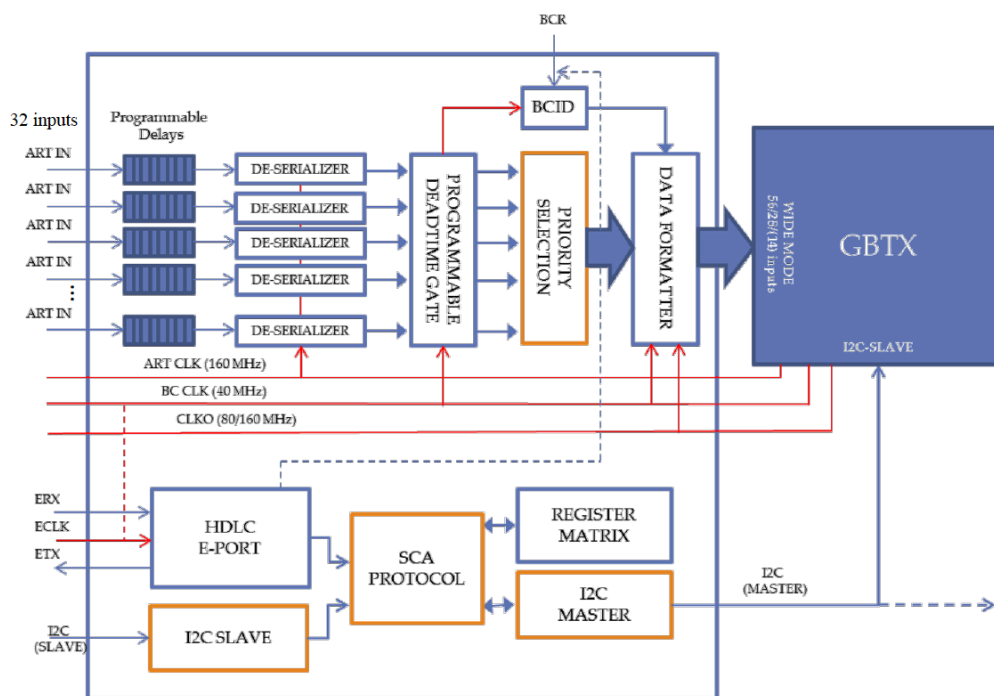 BCR
32 inputs
Programmable
Delays
BCID
ART IN
ART IN
ART IN
ART IN
...
ART IN
DE-SERIALIZER
DE-SERIALIZER
DE-SERIALIZER
DE-SERIALIZER
DE-SERIALIZER
PROGRAMMABLE
DEADTIME GATE
PRIORITY
SELECTION
DATA FORMATTER
WIDE MODE
56/28/(14) inputs
GBTX
I2C-SLAVE
ART CLK (160 MHz)
BC CLK (40 MHz)
CLKO (80/160 MHz)
ERX
ECLK
ETX
HDLC
E-PORT
SCA
PROTOCOL
REGISTER
MATRIX
I2C
MASTER
I2C
(MASTER)
I2C
(SLAVE)
I2C SLAVE